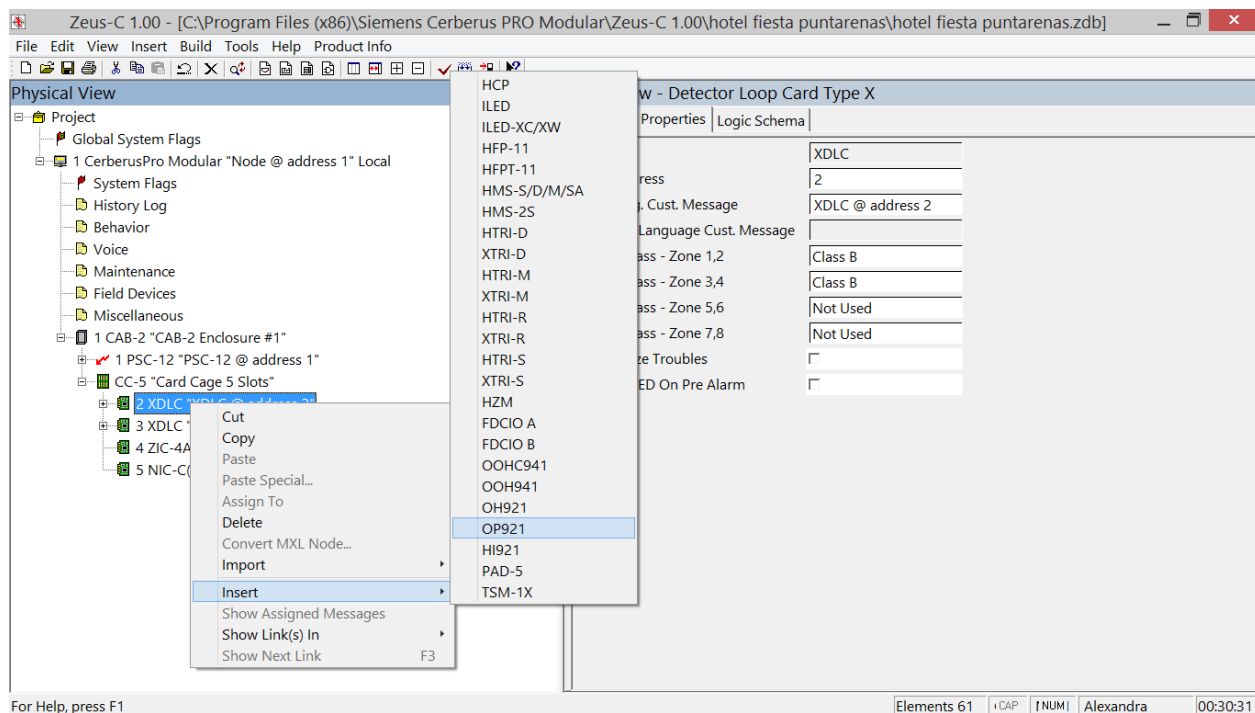 Zeus-C 1.00 - [C:\Program Files (x86)\Siemens Cerberus PRO Modular\Zeus-C 1.00\hotel fiesta puntarenas\hotel fiesta puntarenas.zdb]
File Edit View Insert Build Tools Help Product Info
Physical View
Project
Global System Flags
1 CerberusPro Modular "Node @ address 1" Local
System Flags
History Log
Behavior
Voice
Maintenance
Field Devices
Miscellaneous
1 CAB-2 "CAB-2 Enclosure #1"
1 PSC-12 "PSC-12 @ address 1"
CC-5 "Card Cage 5 Slots"
2 XDLC "XDLC @ address 2"
3 XDLC "
4 ZIC-4A
5 NIC-C(
Cut
Copy
Paste
Paste Special...
Assign To
Delete
Convert MXL Node...
Import
Insert
Show Assigned Messages
Show Link(s) In
Show Next Link F3
HCP
ILED
ILED-XC/XW
HFP-11
HFPT-11
HMS-S/D/M/SA
HMS-2S
HTRI-D
XTRI-D
HTRI-M
XTRI-M
HTRI-R
XTRI-R
HTRI-S
XTRI-S
HZM
FDCIO A
FDCIO B
OOHC941
OOH941
OH921
OP921
HI921
PAD-5
TSM-1X
w - Detector Loop Card Type X
Properties Logic Schema
XDLC
ress 2
. Cust. Message XDLC @ address 2
Language Cust. Message
ass - Zone 1,2 Class B
ass - Zone 3,4 Class B
ass - Zone 5,6 Not Used
ass - Zone 7,8 Not Used
ze Troubles
ED On Pre Alarm
For Help, press F1
Elements 61 CAP NUM Alexandra 00:30:31